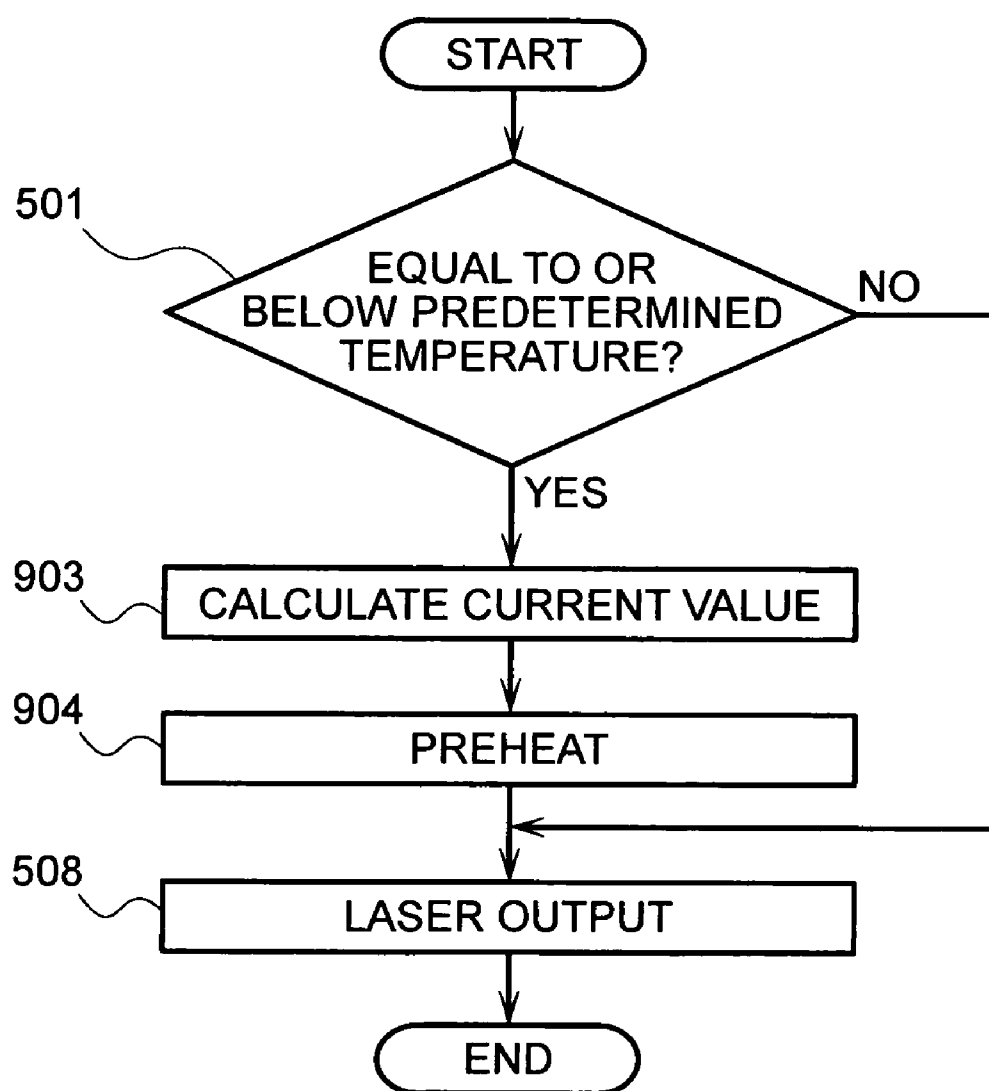 START
501
EQUAL TO OR
BELOW PREDETERMINED
TEMPERATURE?
NO
YES
903
CALCULATE CURRENT VALUE
904
PREHEAT
508
LASER OUTPUT
END